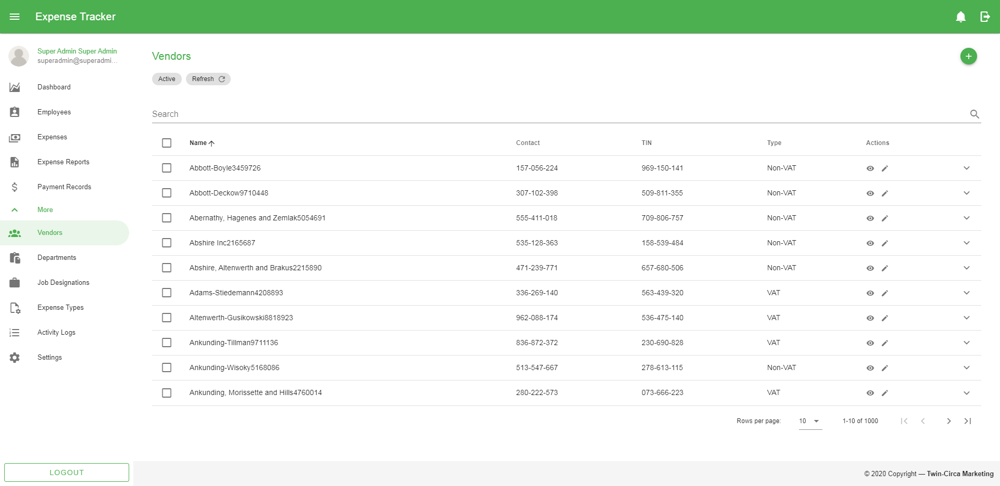 Expense Tracker
Super Admin Super Admin
superadmin@superadmi...
Dashboard
Employees
Expenses
Expense Reports
Payment Records
More
Vendors
Departments
Job Designations
Expense Types
Activity Logs
Settings
LOGOUT
Vendors
Active Refresh
Search
Name Contact TIN Type Actions
Abbott-Boyle3459726 157-056-224 969-150-141 Non-VAT
Abbott-Deckow9710448 307-102-398 509-811-355 Non-VAT
Abernathy, Hagenes and Zemlak5054691 555-411-018 709-806-757 Non-VAT
Abshire Inc2165687 535-128-363 158-539-484 Non-VAT
Abshire, Altenwerth and Brakus2215890 471-239-771 657-680-506 Non-VAT
Adams-Stiedemann4208893 336-269-140 563-439-320 VAT
Altenwerth-Gusikowski8818923 962-088-174 536-475-140 VAT
Ankunding-Tillman9711136 836-872-372 230-690-828 VAT
Ankunding-Wisoky5168086 513-547-667 278-613-115 Non-VAT
Ankunding, Morissette and Hills4760014 280-222-573 073-666-223 VAT
Rows per page: 10 1-10 of 1000
© 2020 Copyright — Twin-Circa Marketing